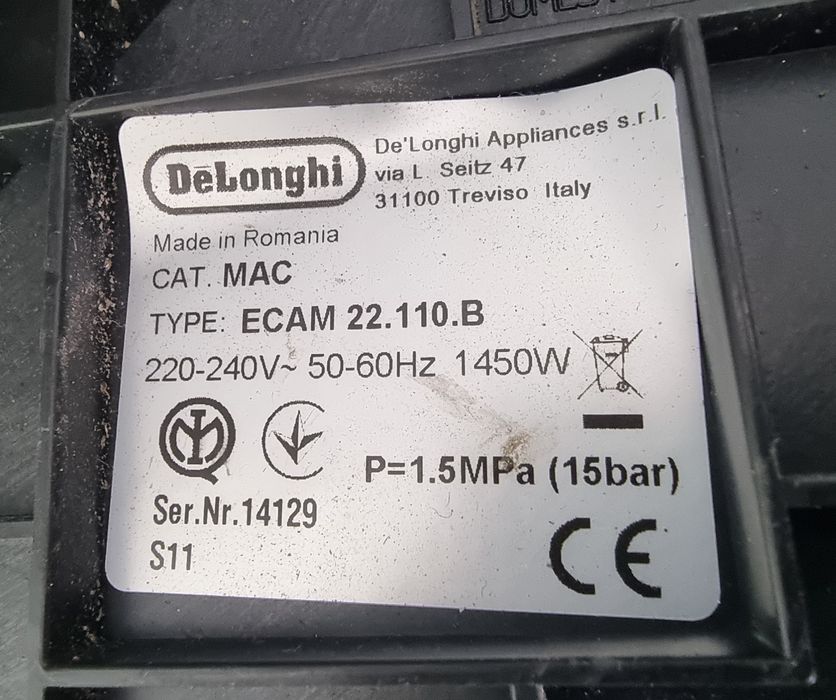 DeLonghi
De'Longhi Appliances s.r.l.
via L Seitz 47
31100 Treviso Italy
Made in Romania
CAT. MAC
TYPE: ECAM 22.110.B
220-240V~ 50-60Hz 1450W
P=1.5MPa (15bar)
Ser.Nr.14129
S11
CE